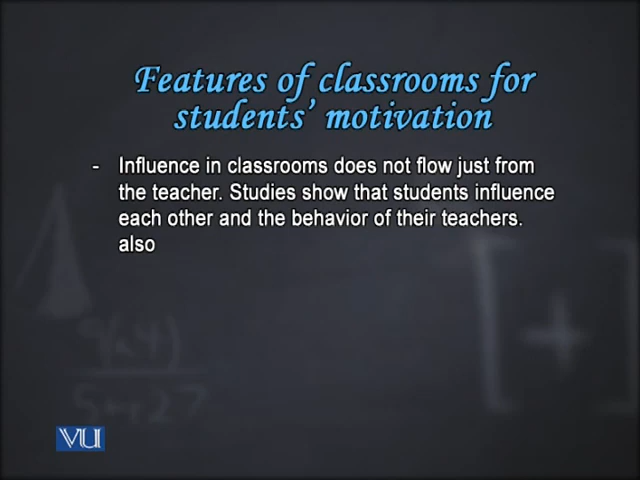 Features of classrooms for
students' motivation
- Influence in classrooms does not flow just from
the teacher. Studies show that students influence
each other and the behavior of their teachers.
also
VU